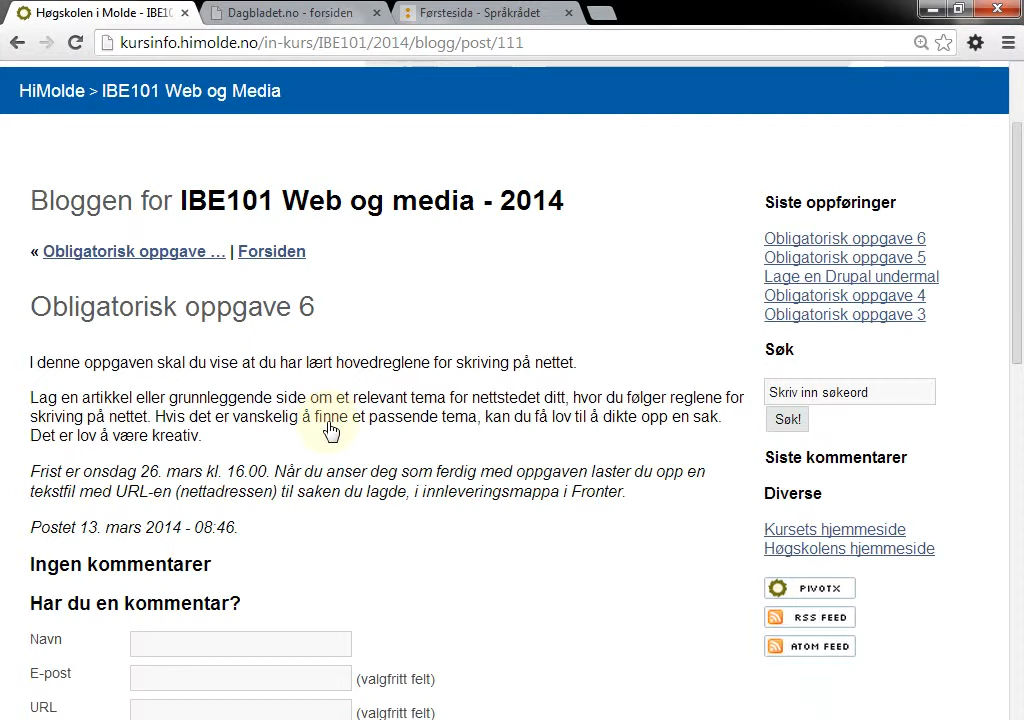 Høgskolen i Molde - IBE10
Dagbladet.no - forsiden
Førstesida - Språkrådet
kursinfo.himolde.no/in-kurs/IBE101/2014/blogg/post/111
HiMolde > IBE101 Web og Media
Bloggen for IBE101 Web og media - 2014
« Obligatorisk oppgave … | Forsiden
Obligatorisk oppgave 6
I denne oppgaven skal du vise at du har lært hovedreglene for skriving på nettet.
Lag en artikkel eller grunnleggende side om et relevant tema for nettstedet ditt, hvor du følger reglene for
skriving på nettet. Hvis det er vanskelig å finne et passende tema, kan du få lov til å dikte opp en sak.
Det er lov å være kreativ.
Frist er onsdag 26. mars kl. 16.00. Når du anser deg som ferdig med oppgaven laster du opp en
tekstfil med URL-en (nettadressen) til saken du lagde, i innleveringsmappa i Fronter.
Postet 13. mars 2014 - 08:46.
Ingen kommentarer
Har du en kommentar?
Navn
E-post
(valgfritt felt)
URL
(valgfritt felt)
Siste oppføringer
Obligatorisk oppgave 6
Obligatorisk oppgave 5
Lage en Drupal undermal
Obligatorisk oppgave 4
Obligatorisk oppgave 3
Søk
Skriv inn søkeord
Søk!
Siste kommentarer
Diverse
Kursets hjemmeside
Høgskolens hjemmeside
PIVOTX
RSS FEED
ATOM FEED